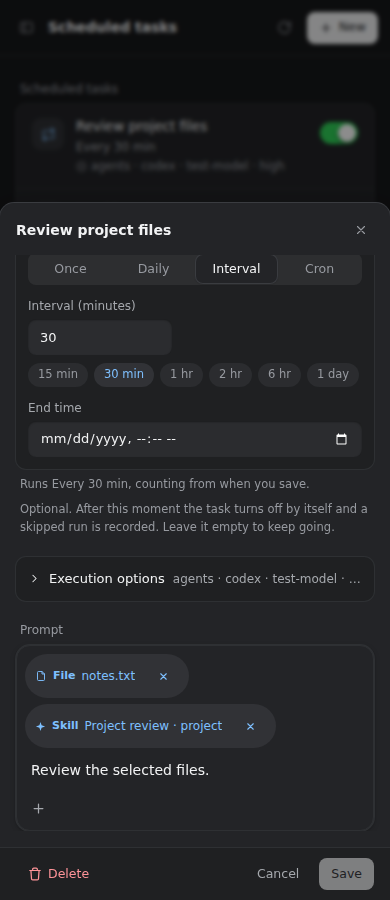 Scheduled tasks
New
Scheduled tasks
Review project files
Every 30 min
agents · codex · test-model · high
Review project files
Once
Daily
Interval
Cron
Interval (minutes)
30
15 min
30 min
1 hr
2 hr
6 hr
1 day
End time
mm/dd/yyyy, --:-- --
Runs Every 30 min, counting from when you save.
Optional. After this moment the task turns off by itself and a
skipped run is recorded. Leave it empty to keep going.
Execution options agents · codex · test-model · ...
Prompt
File notes.txt
Skill Project review · project
Review the selected files.
Delete
Cancel
Save